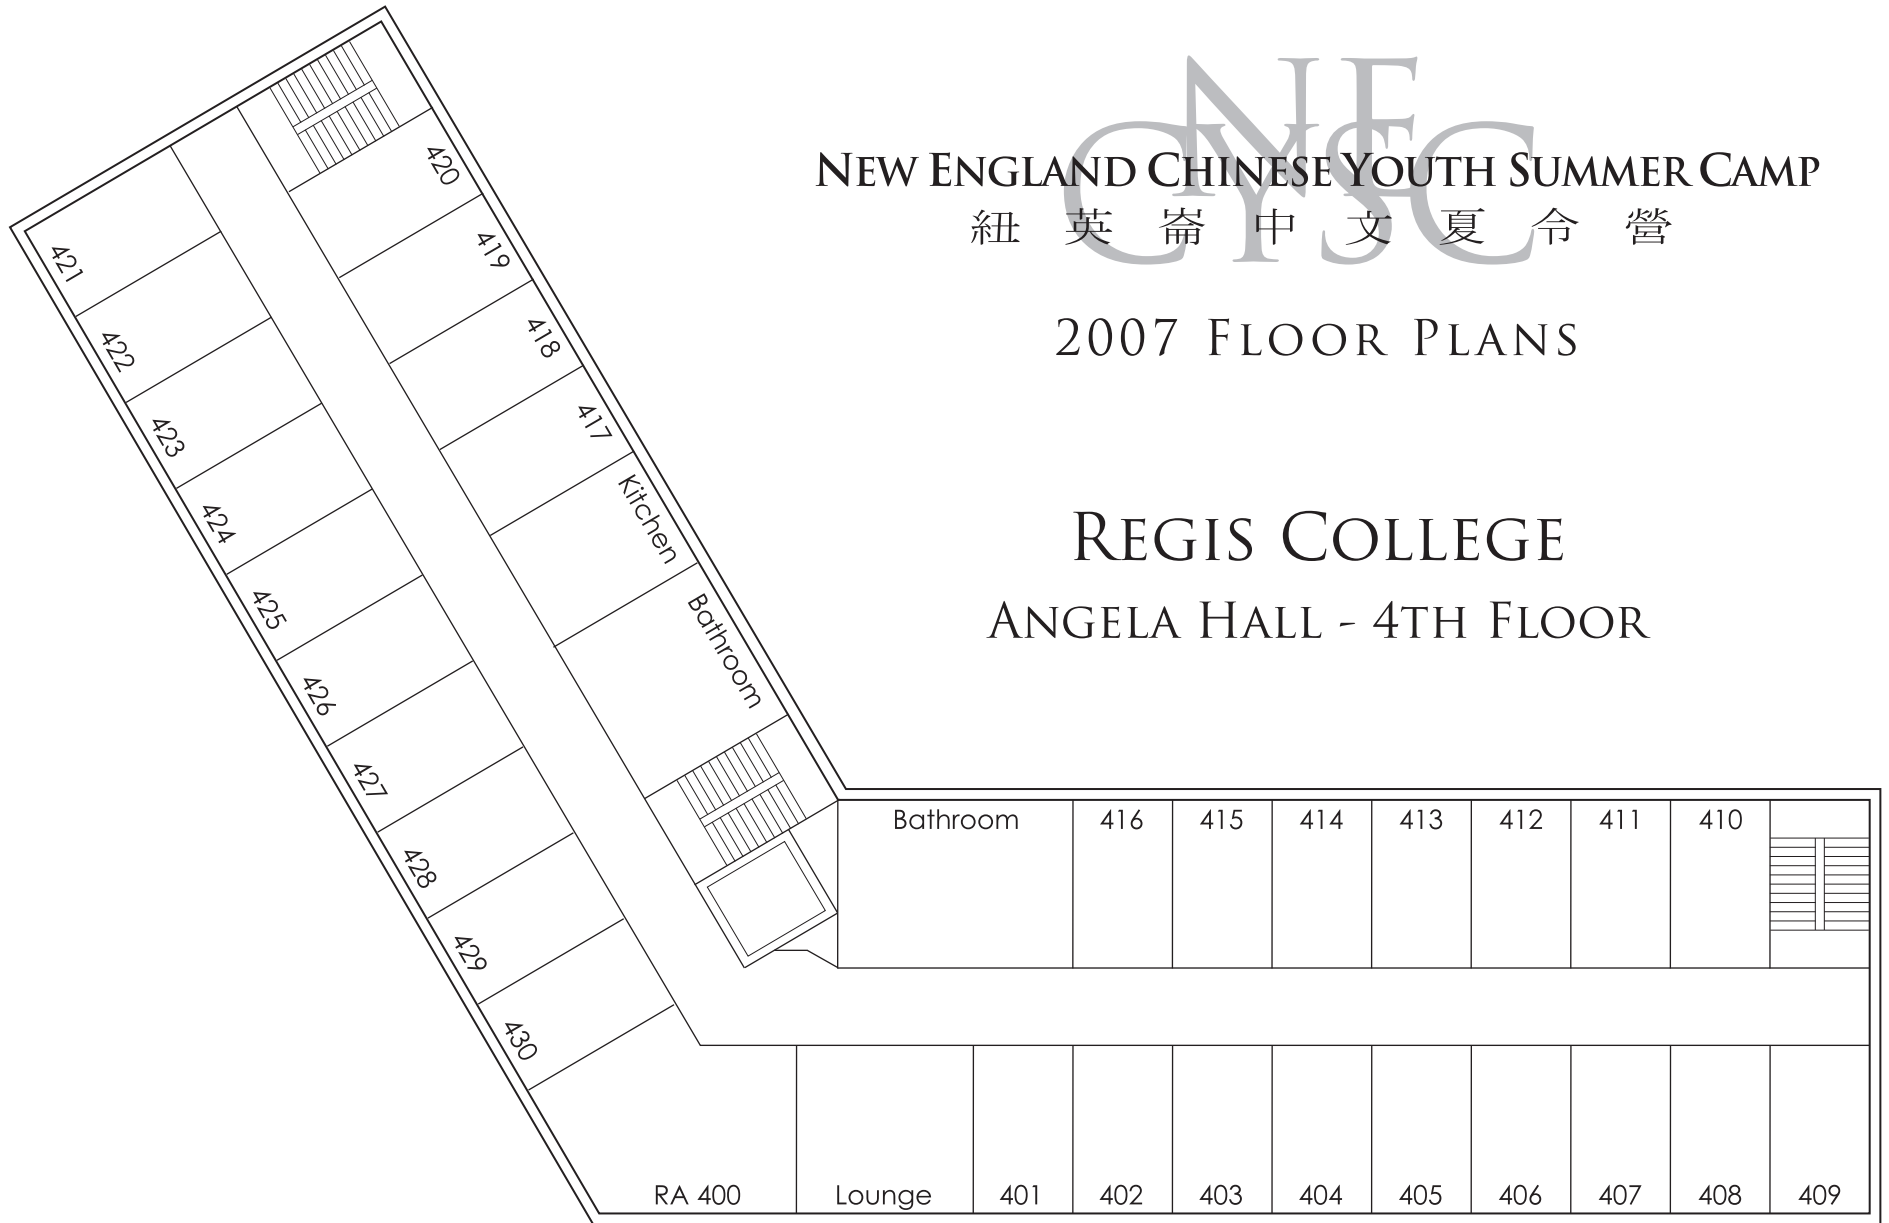 NE
CYSC
NEW ENGLAND CHINESE YOUTH SUMMER CAMP
紐英崙中文夏令營
2007 FLOOR PLANS
REGIS COLLEGE
ANGELA HALL - 4TH FLOOR
420
419
418
417
Kitchen
Bathroom
421
422
423
424
425
426
427
428
429
430
Bathroom
416
415
414
413
412
411
410
RA 400
Lounge
401
402
403
404
405
406
407
408
409